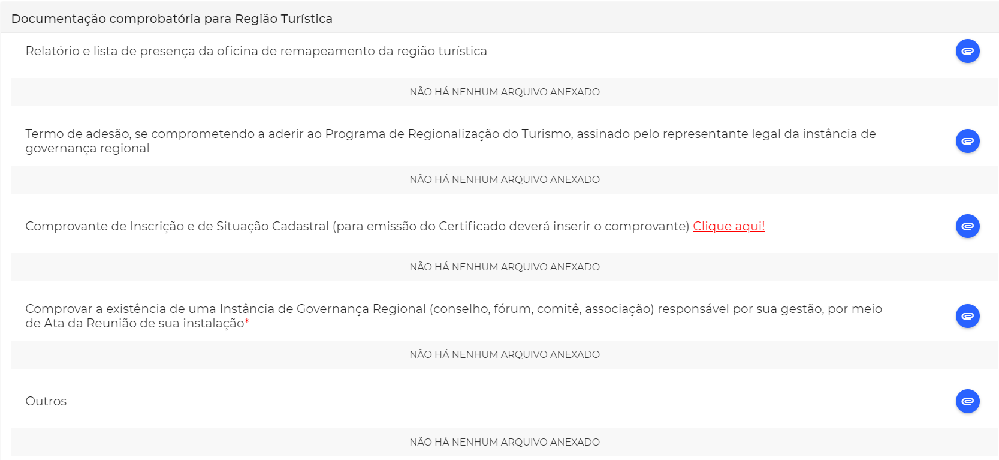 Documentação comprobatória para Região Turística
Relatório e lista de presença da oficina de remapeamento da região turística
NÃO HÁ NENHUM ARQUIVO ANEXADO
Termo de adesão, se comprometendo a aderir ao Programa de Regionalização do Turismo, assinado pelo representante legal da instância de
governança regional
NÃO HÁ NENHUM ARQUIVO ANEXADO
Comprovante de Inscrição e de Situação Cadastral (para emissão do Certificado deverá inserir o comprovante) Clique aqui!
NÃO HÁ NENHUM ARQUIVO ANEXADO
Comprovar a existência de uma Instância de Governança Regional (conselho, fórum, comitê, associação) responsável por sua gestão, por meio
de Ata da Reunião de sua instalação*
NÃO HÁ NENHUM ARQUIVO ANEXADO
Outros
NÃO HÁ NENHUM ARQUIVO ANEXADO